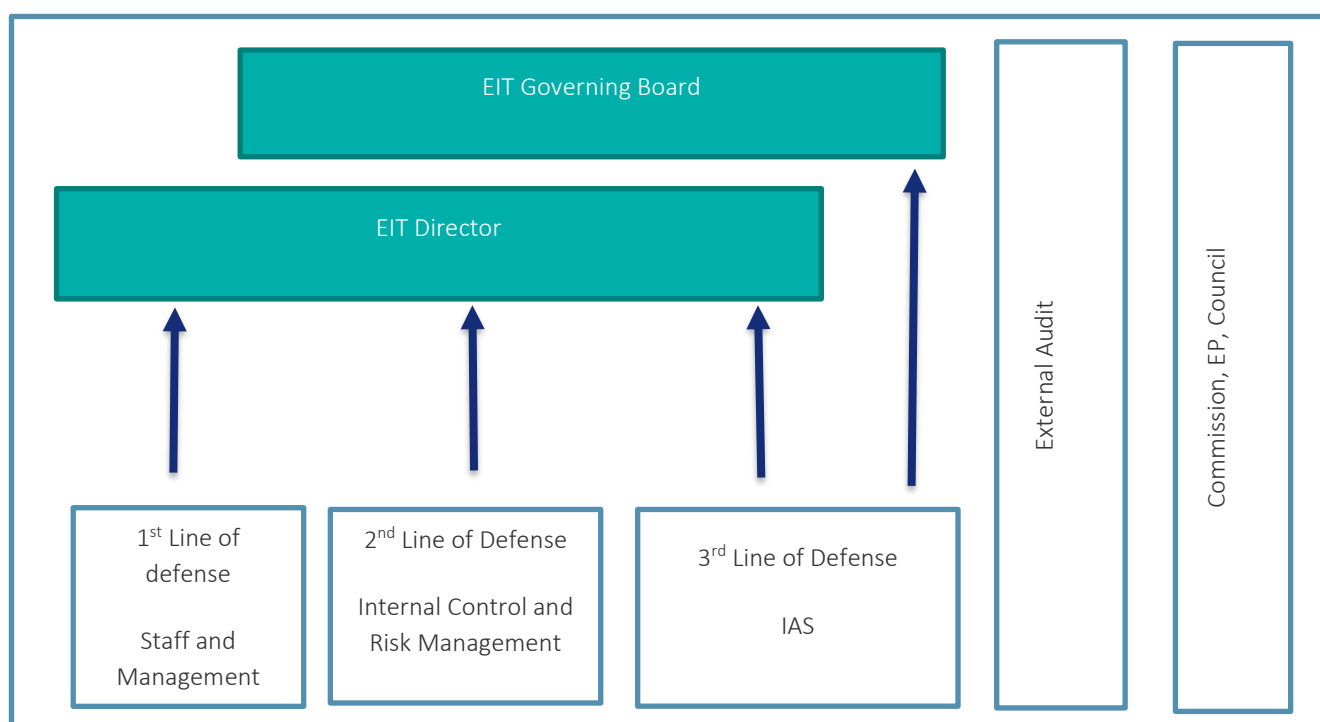 EIT Governing Board
EIT Director
1st Line of
defense
Staff and
Management
2nd Line of Defense
Internal Control and
Risk Management
3rd Line of Defense
IAS
External Audit
Commission, EP, Council